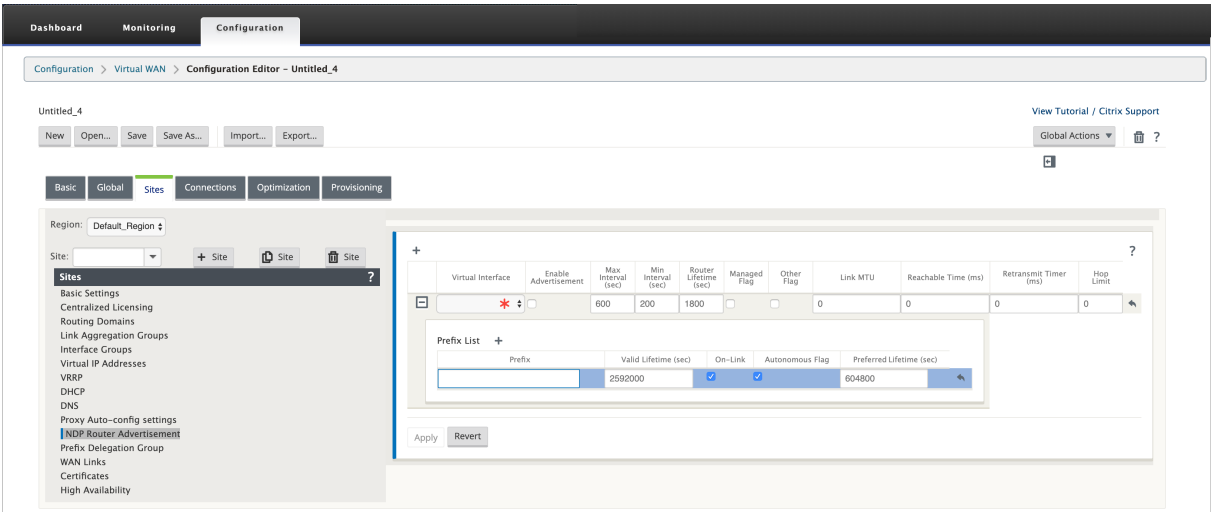 Dashboard Monitoring Configuration
Configuration > Virtual WAN > Configuration Editor – Untitled_4
Untitled_4
View Tutorial / Citrix Support
New Open... Save Save As... Import... Export... Global Actions ▼ ?
Basic Global Sites Connections Optimization Provisioning
Region: Default_Region
Site: + Site Site Site
Sites ?
Basic Settings
Centralized Licensing
Routing Domains
Link Aggregation Groups
Interface Groups
Virtual IP Addresses
VRRP
DHCP
DNS
Proxy Auto-config settings
NDP Router Advertisement
Prefix Delegation Group
WAN Links
Certificates
High Availability
+ ?
Virtual Interface
Enable
Advertisement
Max
Interval
(sec)
Min
Interval
(sec)
Router
Lifetime
(sec)
Managed
Flag
Other
Flag
Link MTU
Reachable Time (ms)
Retransmit Timer
(ms)
Hop
Limit
* 600 200 1800 0 0 0 0
Prefix List +
Prefix Valid Lifetime (sec) On-Link Autonomous Flag Preferred Lifetime (sec)
2592000 604800
Apply Revert